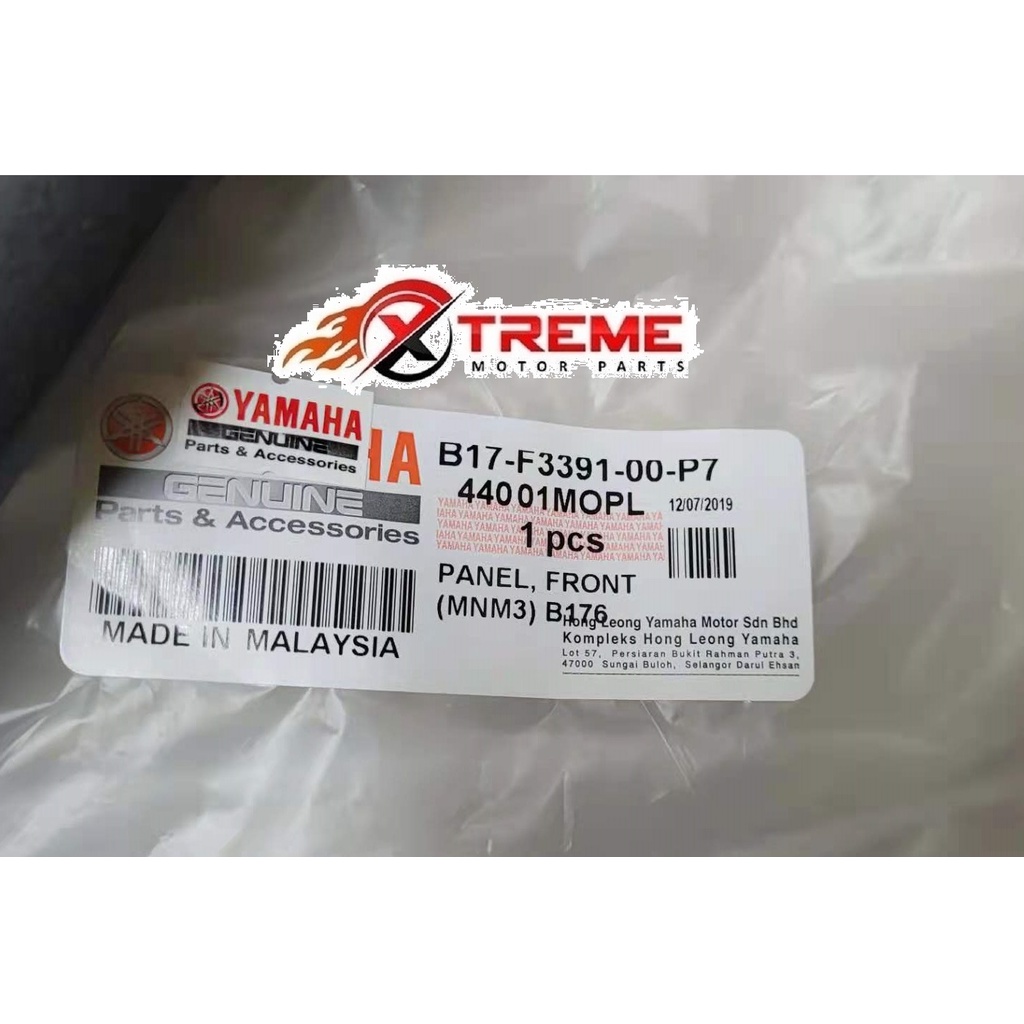 XTREME
MOTOR PARTS
YAMAHA
GENUINE
Parts & Accessories
HA
GENUINE
Parts & Accessories
MADE IN MALAYSIA
B17-F3391-00-P7
44001MOPL
12/07/2019
1 pcs
PANEL, FRONT
(MNM3) B176
Hong Leong Yamaha Motor Sdn Bhd
Kompleks Hong Leong Yamaha
Lot 57, Persiaran Bukit Rahman Putra 3,
47000 Sungai Buloh, Selangor Darul Ehsan